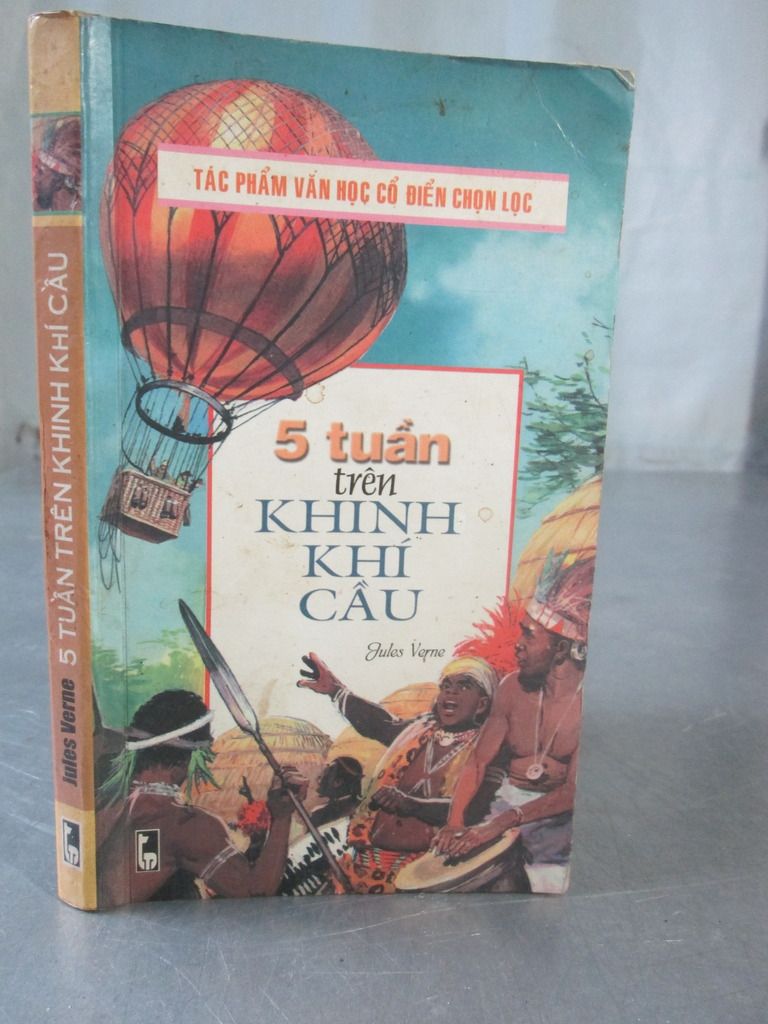 TÁC PHẨM VĂN HỌC CỔ ĐIỂN CHỌN LỌC
5 tuần
trên
KHINH
KHÍ
CẦU
Jules Verne
Jules Verne 5 TUẦN TRÊN KHINH KHÍ CẦU